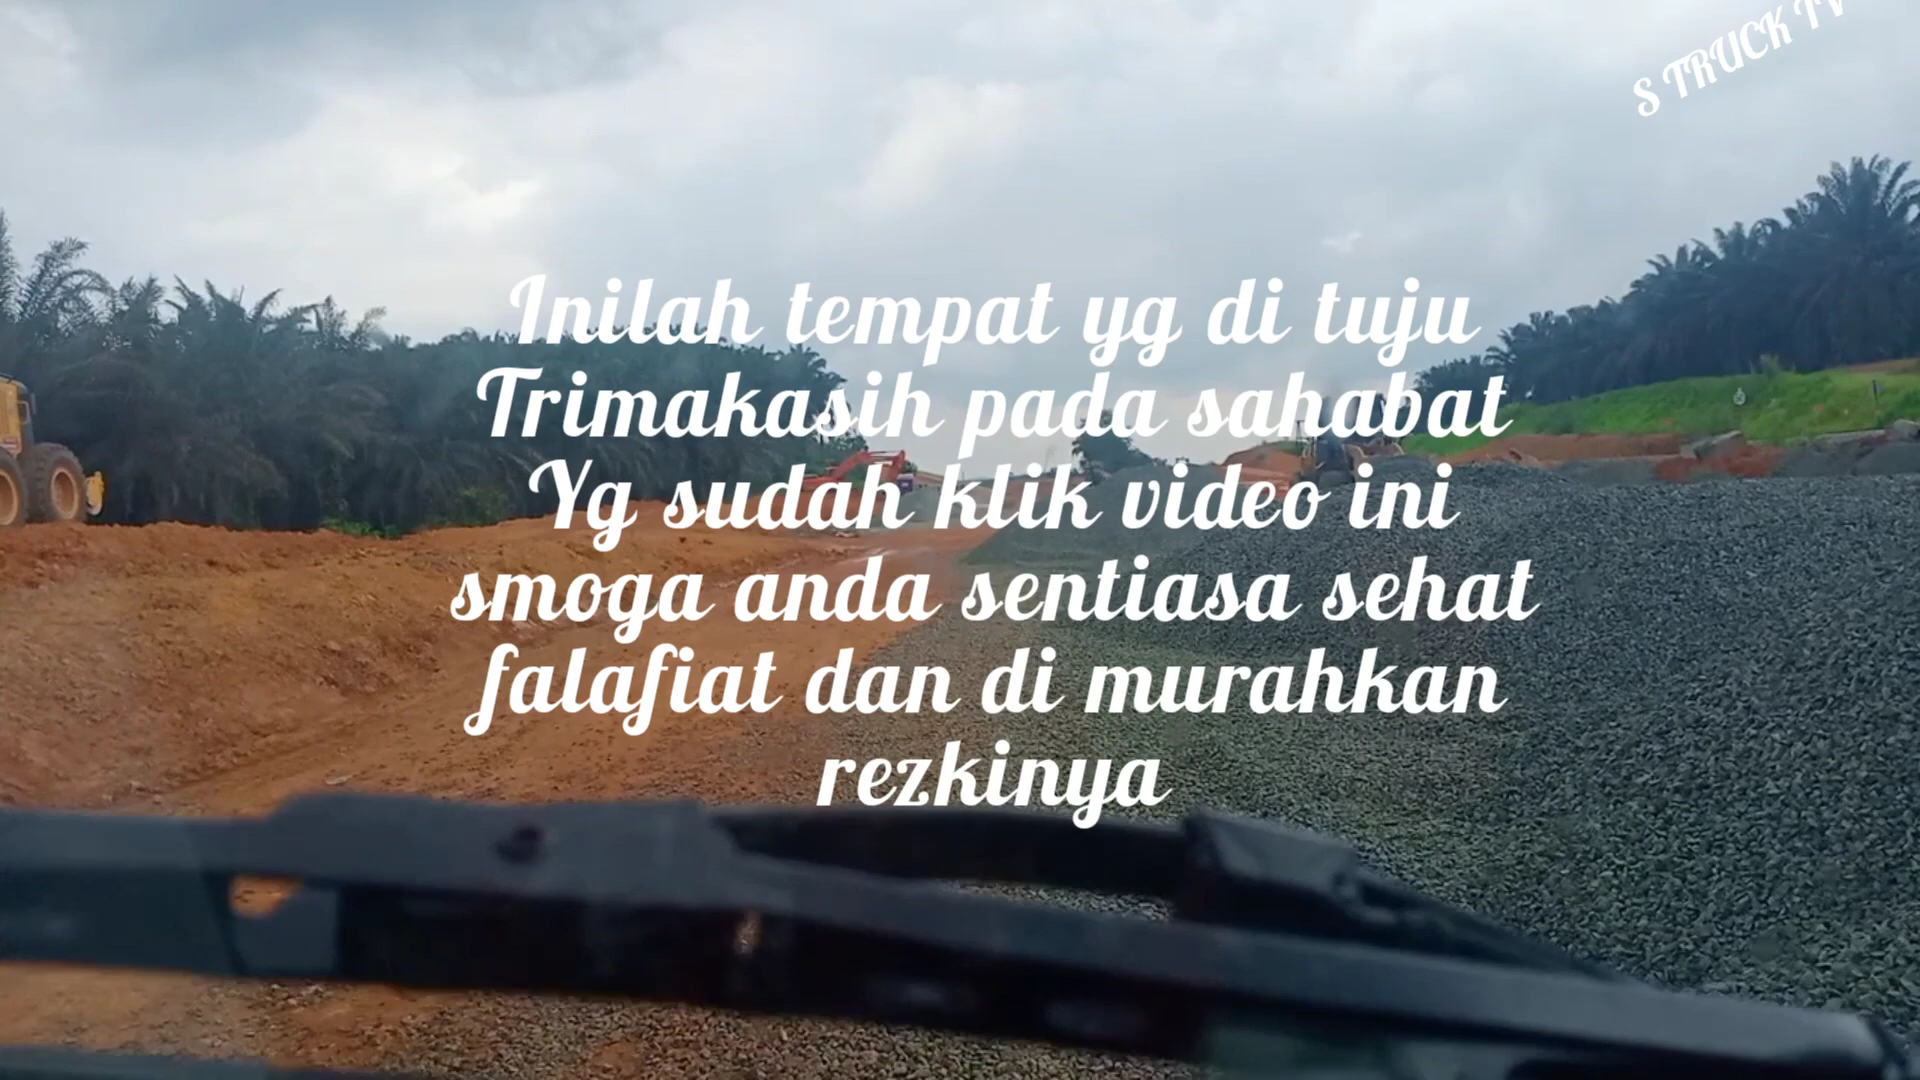 S TRUCK TV
Inilah tempat yg di tuju
Trimakasih pada sahabat
Yg sudah klik video ini
smoga anda sentiasa sehat
falafiat dan di murahkan
rezkinya